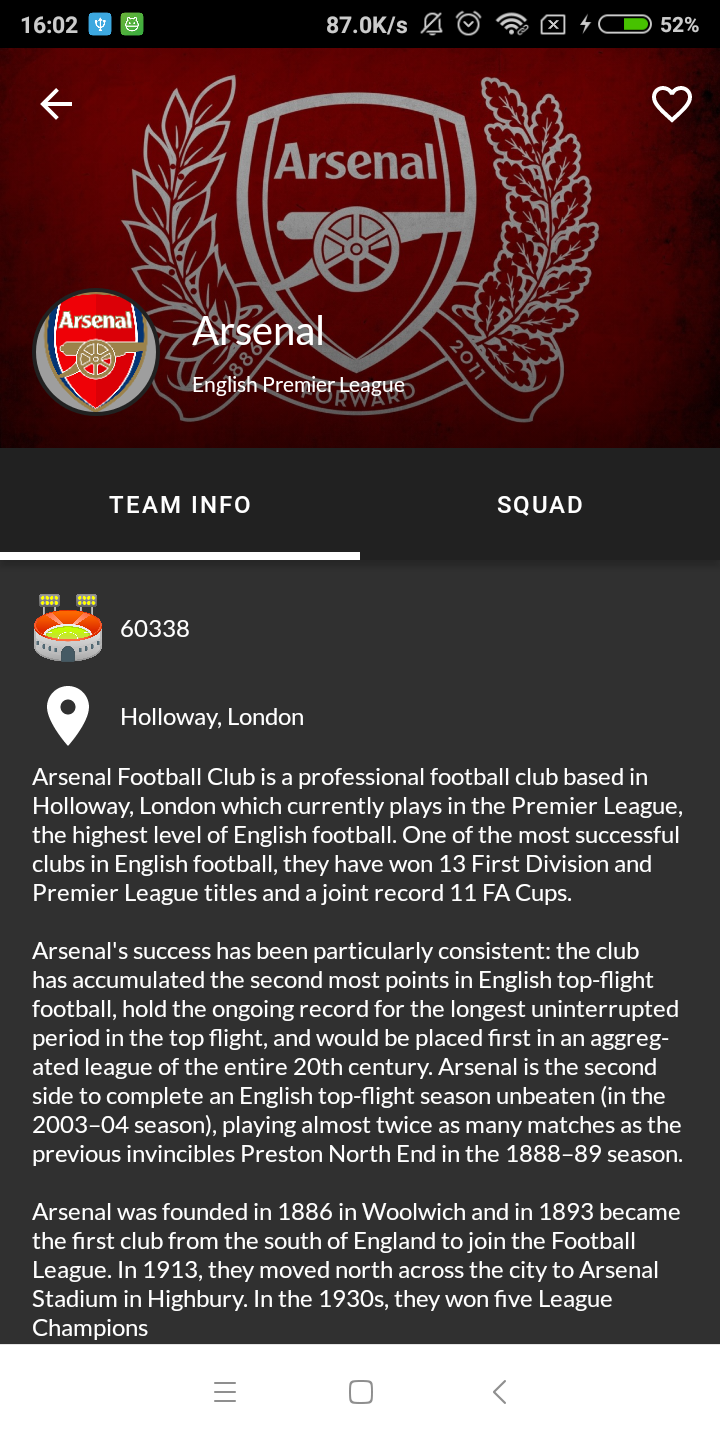 16:02
87.0K/s
52%
Arsenal
Arsenal
Arsenal
English Premier League
1886
FORWARD
2011
TEAM INFO
SQUAD
60338
Holloway, London
Arsenal Football Club is a professional football club based in
Holloway, London which currently plays in the Premier League,
the highest level of English football. One of the most successful
clubs in English football, they have won 13 First Division and
Premier League titles and a joint record 11 FA Cups.
Arsenal's success has been particularly consistent: the club
has accumulated the second most points in English top-flight
football, hold the ongoing record for the longest uninterrupted
period in the top flight, and would be placed first in an aggreg-
ated league of the entire 20th century. Arsenal is the second
side to complete an English top-flight season unbeaten (in the
2003–04 season), playing almost twice as many matches as the
previous invincibles Preston North End in the 1888–89 season.
Arsenal was founded in 1886 in Woolwich and in 1893 became
the first club from the south of England to join the Football
League. In 1913, they moved north across the city to Arsenal
Stadium in Highbury. In the 1930s, they won five League
Champions